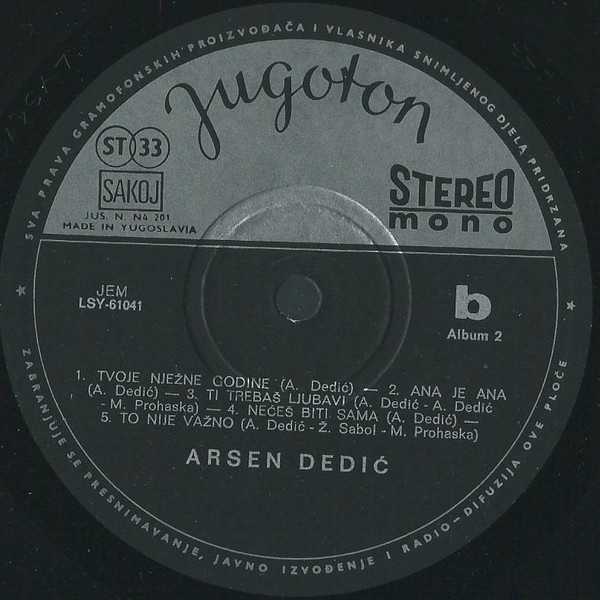 SVA PRAVA GRAMOFONSKIH PROIZVOĐAČA I VLASNIKA SNIMLJENOG DJELA PRIDRZANA
Jugoton
ST 33
SAKOJ
JUS. N. N4 201
MADE IN YUGOSLAVIA
STEREO
mono
JEM
LSY-61041
b
Album 2
1. TVOJE NJEŽNE GODINE (A. Dedić) — 2. ANA JE ANA
(A. Dedić) — 3. TI TREBAŠ LJUBAVI (A. Dedić - A. Dedić
- M. Prohaska) — 4. NEĆEŠ BITI SAMA (A. Dedić) —
5. TO NIJE VAŽNO (A. Dedić - Ž. Sabol - M. Prohaska)
ARSEN DEDIĆ
ZABRANJUJE SE PRESNIMAVANJE, JAVNO IZVOĐENJE I RADIO-DIFUZIJA OVE PLOČE